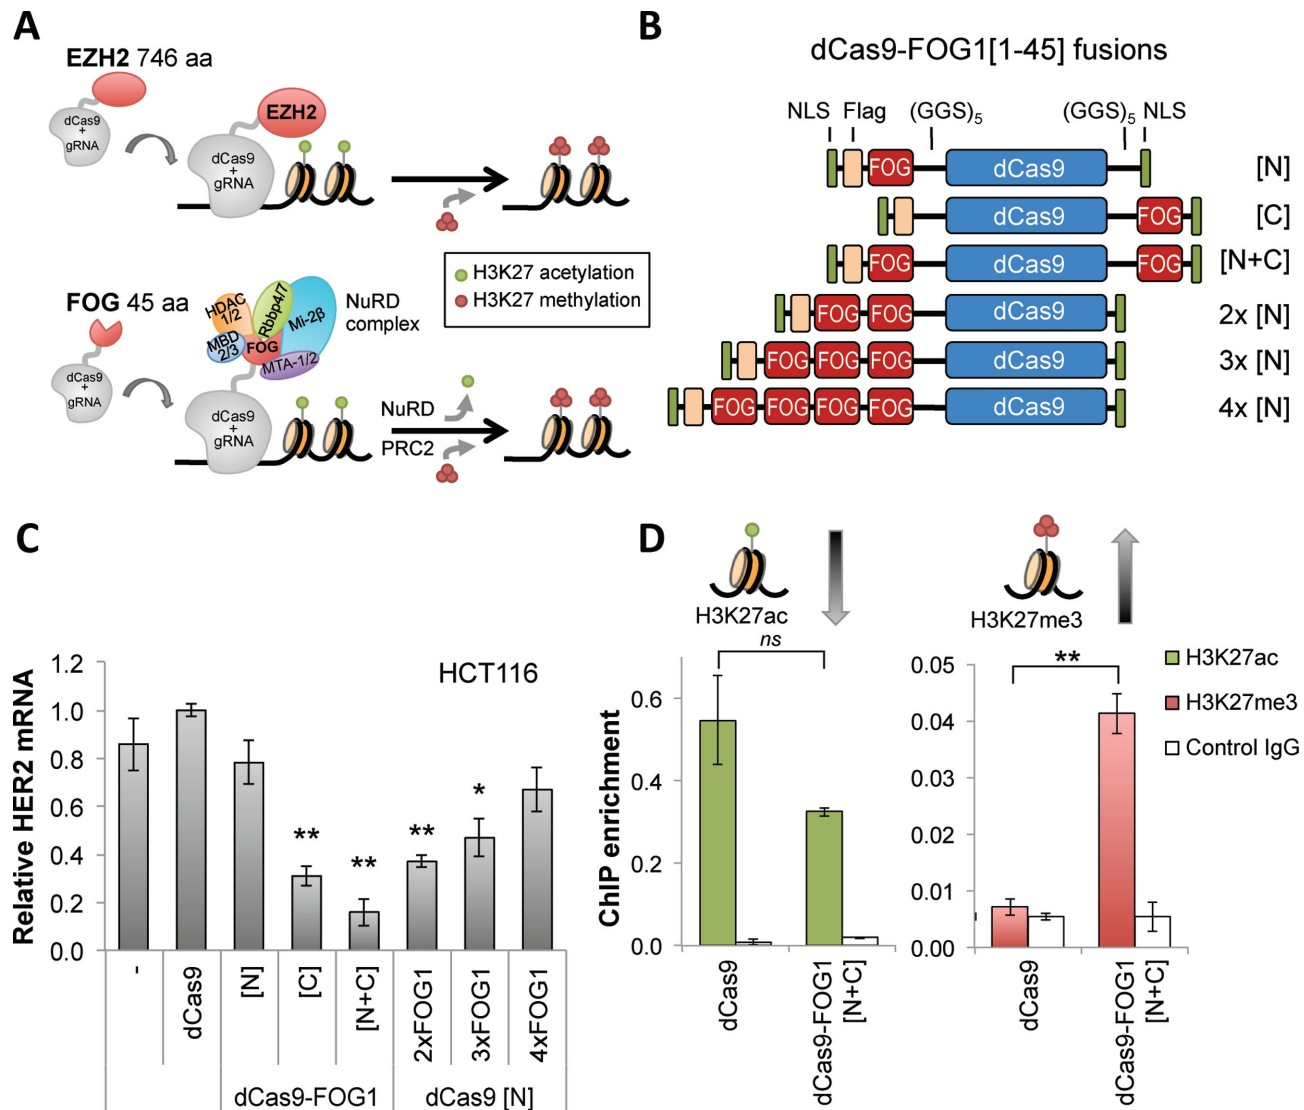 A
EZH2 746 aa
dCas9
+
gRNA
EZH2
dCas9
+
gRNA
H3K27 acetylation
H3K27 methylation
FOG 45 aa
dCas9
+
gRNA
HDAC
1/2
Rbbp4/7
Mi-2β
MBD
2/3
FOG
MTA-1/2
NuRD
complex
dCas9
+
gRNA
NuRD
PRC2
B
dCas9-FOG1[1-45] fusions
NLS Flag (GGS)5 (GGS)5 NLS
FOG dCas9 [N]
dCas9 FOG [C]
FOG dCas9 FOG [N+C]
FOG FOG dCas9 2x [N]
FOG FOG FOG dCas9 3x [N]
FOG FOG FOG FOG dCas9 4x [N]
C
HCT116
Relative HER2 mRNA
1.2
1.0
0.8
0.6
0.4
0.2
0.0
** ** ** *
- dCas9 [N] [C] [N+C] 2xFOG1 3xFOG1 4xFOG1
dCas9-FOG1 dCas9 [N]
D
H3K27ac
ns
ChIP enrichment
0.6
0.4
0.2
0.0
dCas9
dCas9-FOG1
[N+C]
H3K27me3
**
0.05
0.04
0.03
0.02
0.01
0.00
dCas9
dCas9-FOG1
[N+C]
H3K27ac
H3K27me3
Control IgG